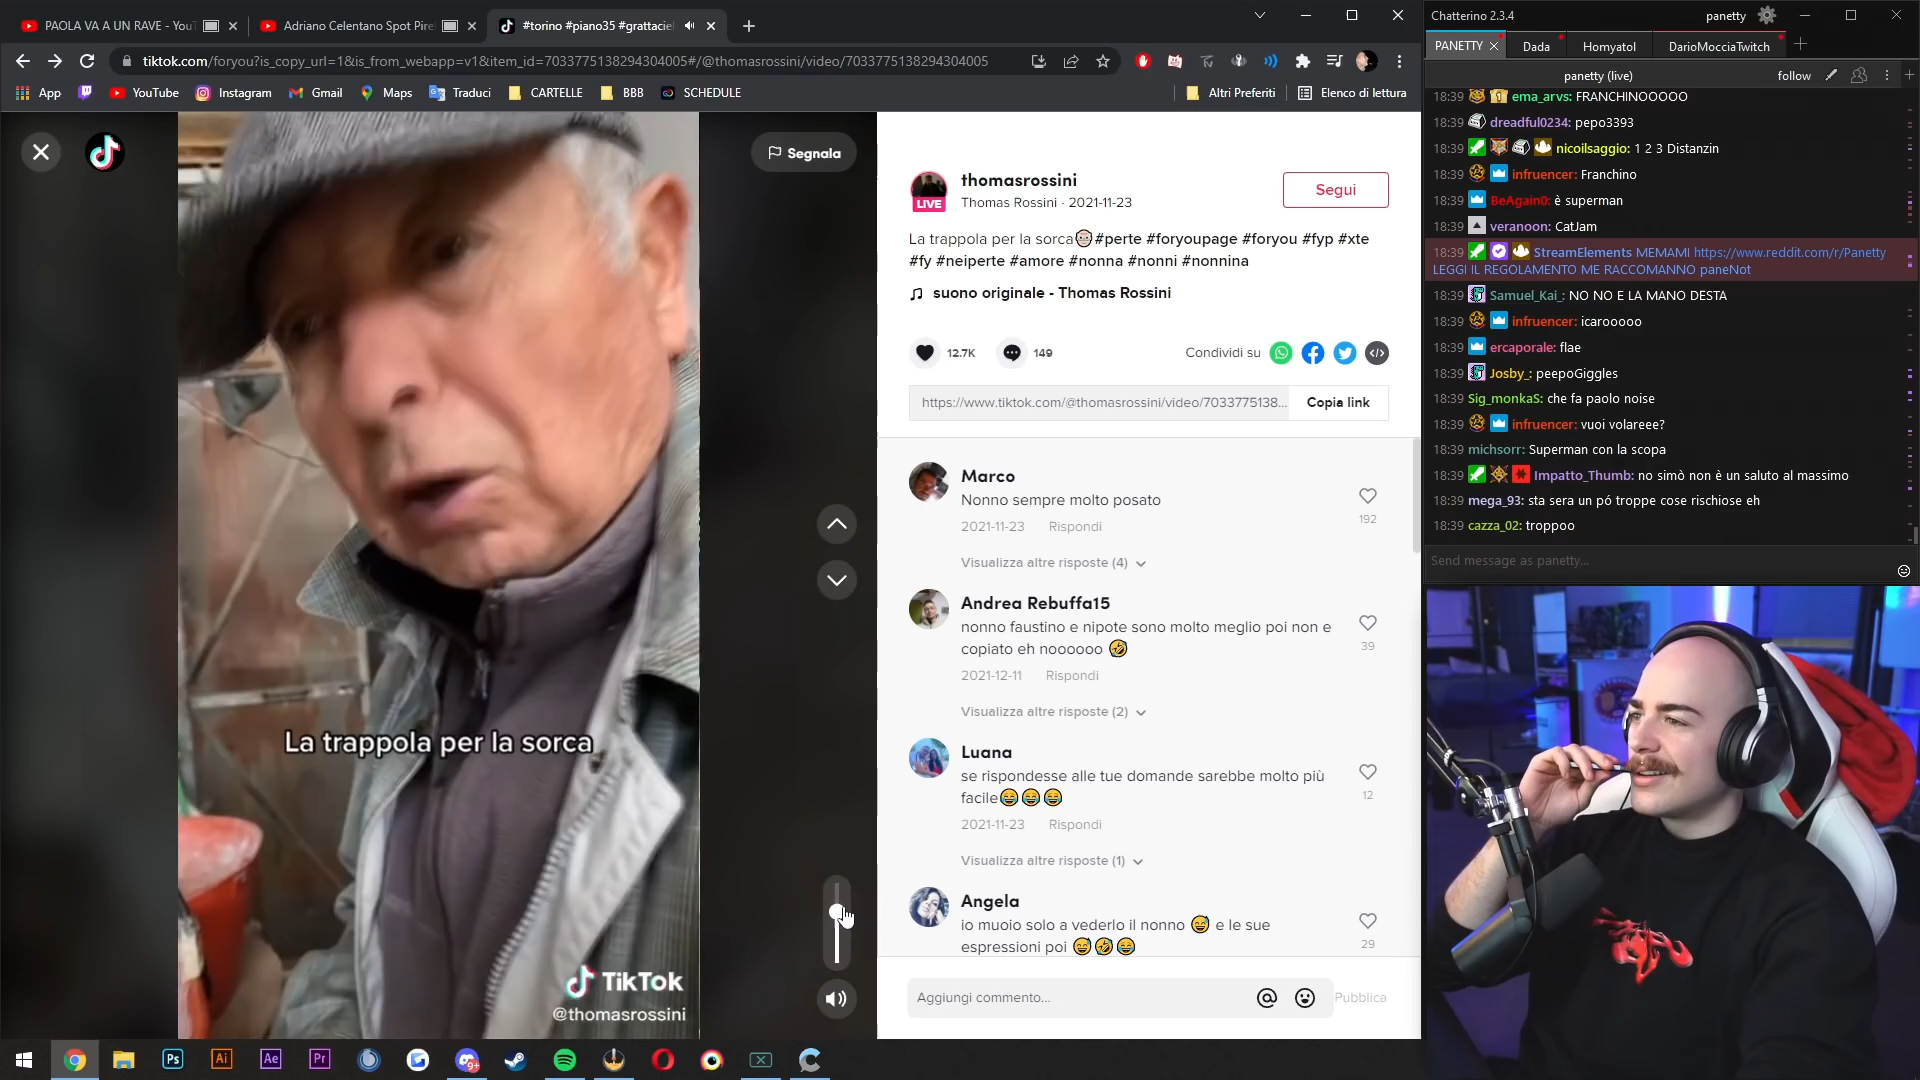 PAOLA VA A UN RAVE - YouT
Adriano Celentano Spot Pire
#torino #piano35 #grattaciel
tiktok.com/foryou?is_copy_url=1&is_from_webapp=v1&item_id=7033775138294304005#/@thomasrossini/video/7033775138294304005
App
YouTube
Instagram
Gmail
Maps
Traduci
CARTELLE
BBB
SCHEDULE
Altri Preferiti
Elenco di lettura
Segnala
La trappola per la sorca
TikTok
@thomasrossini
LIVE
thomasrossini
Thomas Rossini · 2021-11-23
Segui
La trappola per la sorca👴#perte #foryoupage #foryou #fyp #xte
#fy #neiperte #amore #nonna #nonni #nonnina
suono originale - Thomas Rossini
12.7K
149
Condividi su
https://www.tiktok.com/@thomasrossini/video/7033775138...
Copia link
Marco
Nonno sempre molto posato
192
2021-11-23 Rispondi
Visualizza altre risposte (4)
Andrea Rebuffa15
nonno faustino e nipote sono molto meglio poi non e
copiato eh noooooo 🤣
39
2021-12-11 Rispondi
Visualizza altre risposte (2)
Luana
se rispondesse alle tue domande sarebbe molto più
facile😂😂😂
12
2021-11-23 Rispondi
Visualizza altre risposte (1)
Angela
io muoio solo a vederlo il nonno 😅 e le sue
espressioni poi 😅🤣😂
29
Aggiungi commento...
Pubblica
Chatterino 2.3.4
panetty
PANETTY
Dada
Homyatol
DarioMocciaTwitch
panetty (live)
follow
18:39 ema_arvs: FRANCHINOOOOO
18:39 dreadful0234: pepo3393
18:39 nicoilsaggio: 1 2 3 Distanzin
18:39 infruencer: Franchino
18:39 BeAgain0: è superman
18:39 veranoon: CatJam
18:39 StreamElements MEMAMI https://www.reddit.com/r/Panetty
LEGGI IL REGOLAMENTO ME RACCOMANNO paneNot
18:39 Samuel_Kai_: NO NO E LA MANO DESTA
18:39 infruencer: icarooooo
18:39 ercaporale: flae
18:39 Josby_: peepoGiggles
18:39 Sig_monkaS: che fa paolo noise
18:39 infruencer: vuoi volareee?
18:39 michsorr: Superman con la scopa
18:39 Impatto_Thumb: no simò non è un saluto al massimo
18:39 mega_93: sta sera un pó troppe cose rischiose eh
18:39 cazza_02: troppoo
Send message as panetty...
Ps
Ai
Ae
Pr
9+